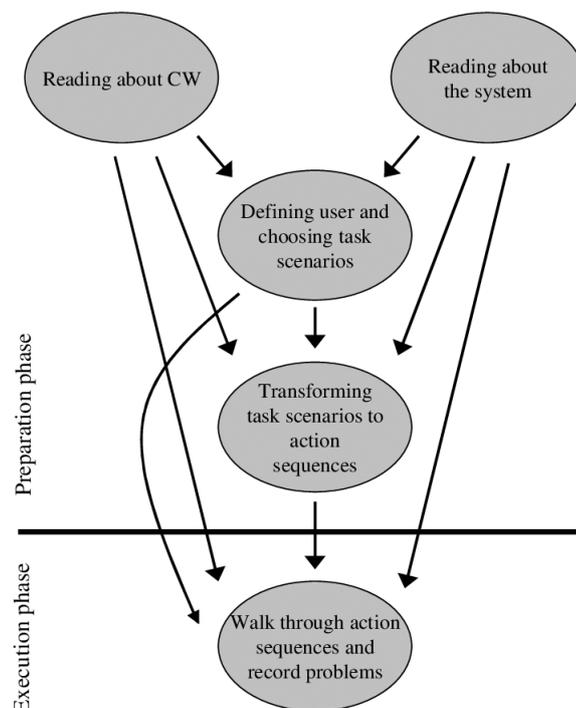 Reading about CW
Reading about
the system
Defining user and
choosing task
scenarios
Transforming
task scenarios to
action
sequences
Preparation phase
Walk through action
sequences and
record problems
Execution phase